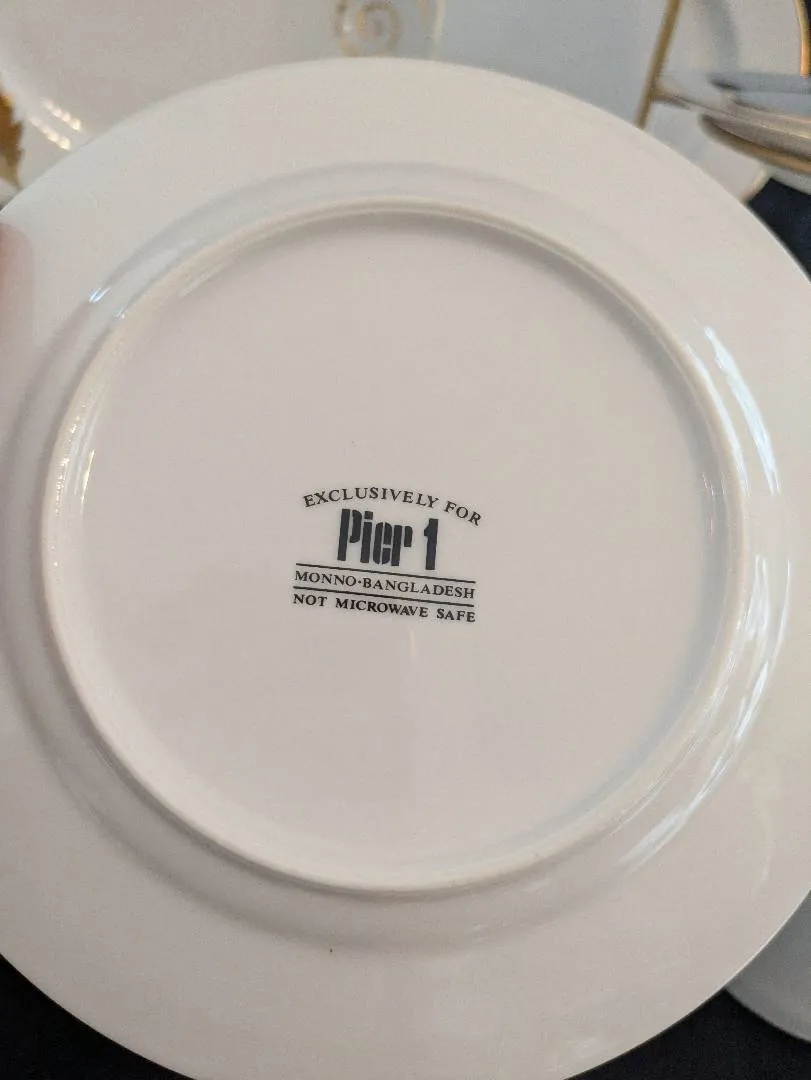 EXCLUSIVELY FOR
Pier 1
MONNO·BANGLADESH
NOT MICROWAVE SAFE